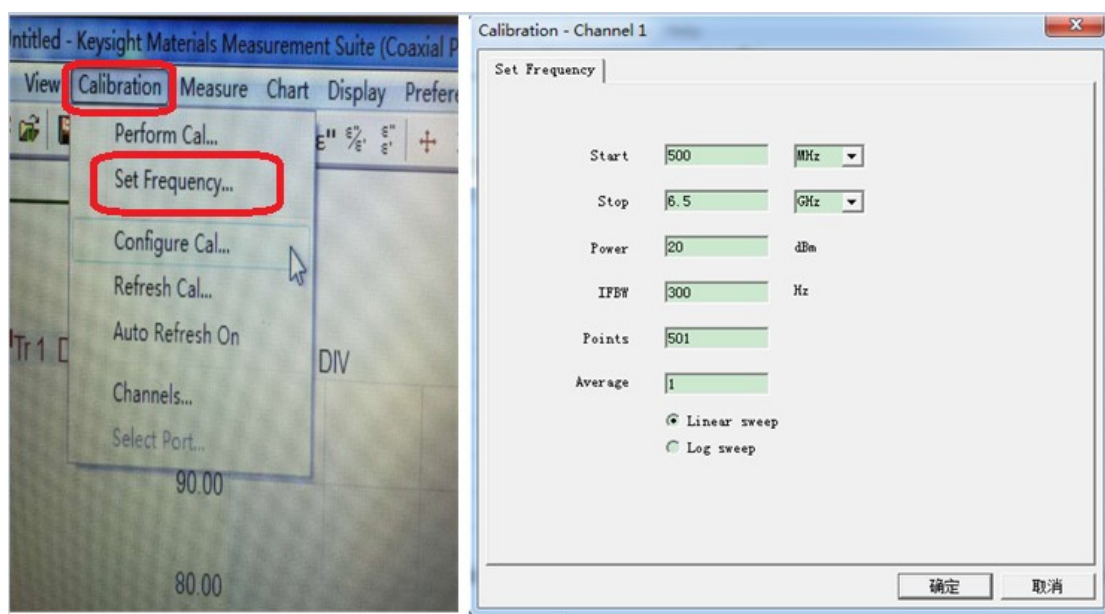 ntitled - Keysight Materials Measurement Suite (Coaxial P
View Calibration Measure Chart Display Prefere
Perform Cal...
ε" ε"/ε' ε" ε'
Set Frequency...
Configure Cal...
Refresh Cal...
Auto Refresh On
Tr 1 D
DIV
Channels...
Select Port...
90.00
80.00
Calibration - Channel 1
Set Frequency
Start 500 MHz
Stop 6.5 GHz
Power 20 dBm
IFBW 300 Hz
Points 501
Average 1
Linear sweep
Log sweep
确定 取消